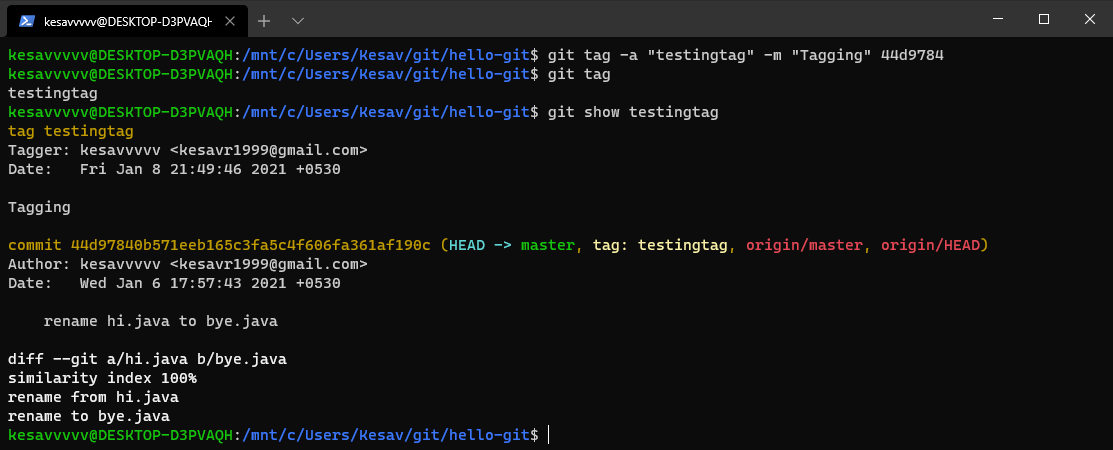 kesavvvvv@DESKTOP-D3PVAQH
kesavvvvv@DESKTOP-D3PVAQH:/mnt/c/Users/Kesav/git/hello-git$ git tag -a "testingtag" -m "Tagging" 44d9784
kesavvvvv@DESKTOP-D3PVAQH:/mnt/c/Users/Kesav/git/hello-git$ git tag
testingtag
kesavvvvv@DESKTOP-D3PVAQH:/mnt/c/Users/Kesav/git/hello-git$ git show testingtag
tag testingtag
Tagger: kesavvvvv <kesavr1999@gmail.com>
Date:   Fri Jan 8 21:49:46 2021 +0530

Tagging

commit 44d97840b571eeb165c3fa5c4f606fa361af190c (HEAD -> master, tag: testingtag, origin/master, origin/HEAD)
Author: kesavvvvv <kesavr1999@gmail.com>
Date:   Wed Jan 6 17:57:43 2021 +0530

    rename hi.java to bye.java

diff --git a/hi.java b/bye.java
similarity index 100%
rename from hi.java
rename to bye.java
kesavvvvv@DESKTOP-D3PVAQH:/mnt/c/Users/Kesav/git/hello-git$